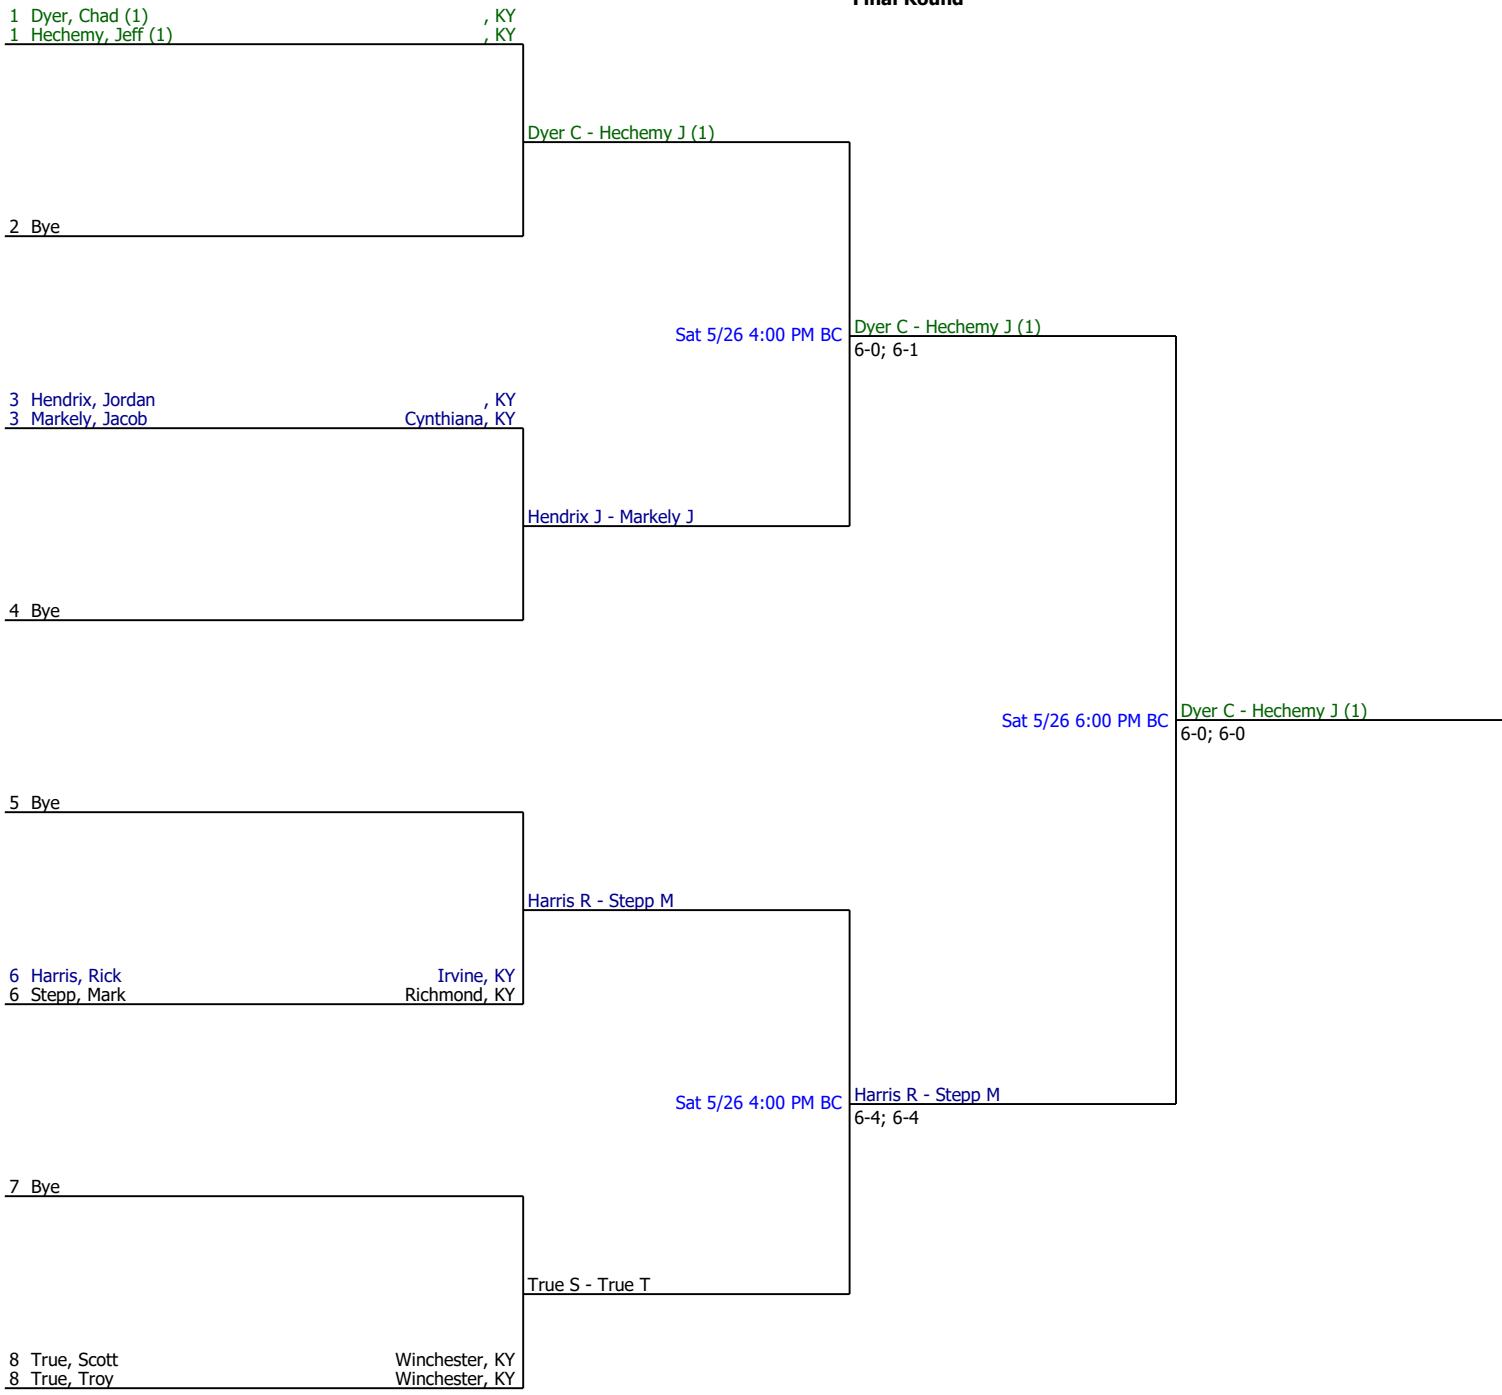 Final Round
1 Dyer, Chad (1) , KY
1 Hechemy, Jeff (1) , KY
Dyer C - Hechemy J (1)
2 Bye
Sat 5/26 4:00 PM BC
Dyer C - Hechemy J (1)
6-0; 6-1
3 Hendrix, Jordan , KY
3 Markely, Jacob Cynthiana, KY
Hendrix J - Markely J
4 Bye
Sat 5/26 6:00 PM BC
Dyer C - Hechemy J (1)
6-0; 6-0
5 Bye
Harris R - Stepp M
6 Harris, Rick Irvine, KY
6 Stepp, Mark Richmond, KY
Sat 5/26 4:00 PM BC
Harris R - Stepp M
6-4; 6-4
7 Bye
True S - True T
8 True, Scott Winchester, KY
8 True, Troy Winchester, KY